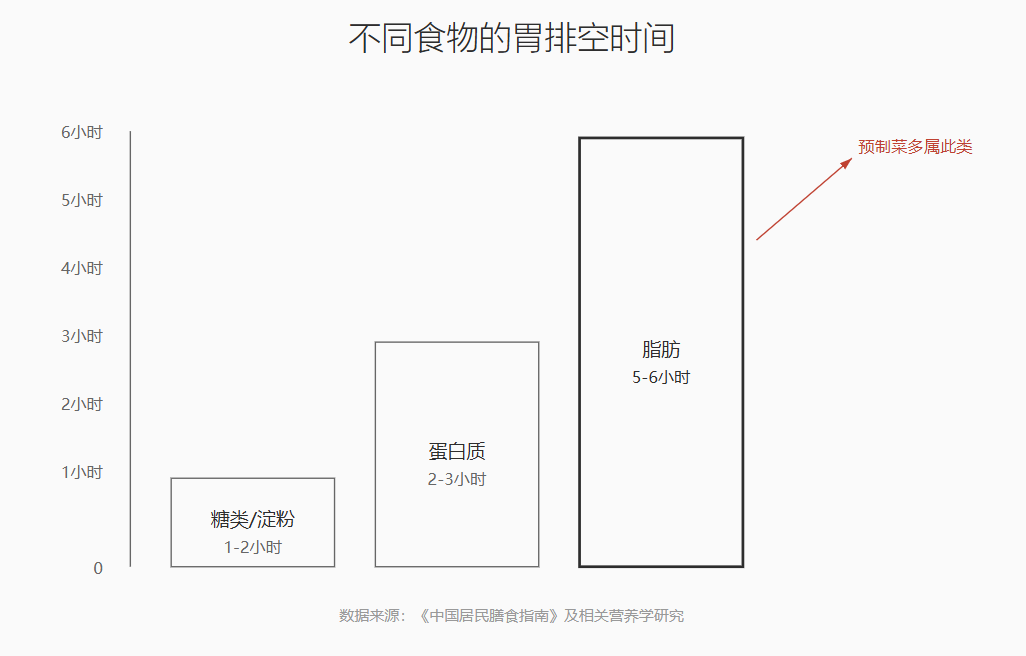 不同食物的胃排空时间
6小时
预制菜多属此类
5小时
4小时
3小时
2小时
1小时
0
糖类/淀粉
1-2小时
蛋白质
2-3小时
脂肪
5-6小时
数据来源：《中国居民膳食指南》及相关营养学研究